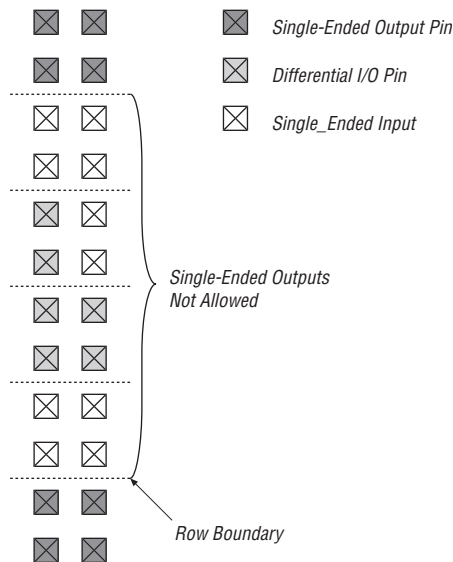 Single-Ended Output Pin
Differential I/O Pin
Single_Ended Input
Single-Ended Outputs
Not Allowed
Row Boundary